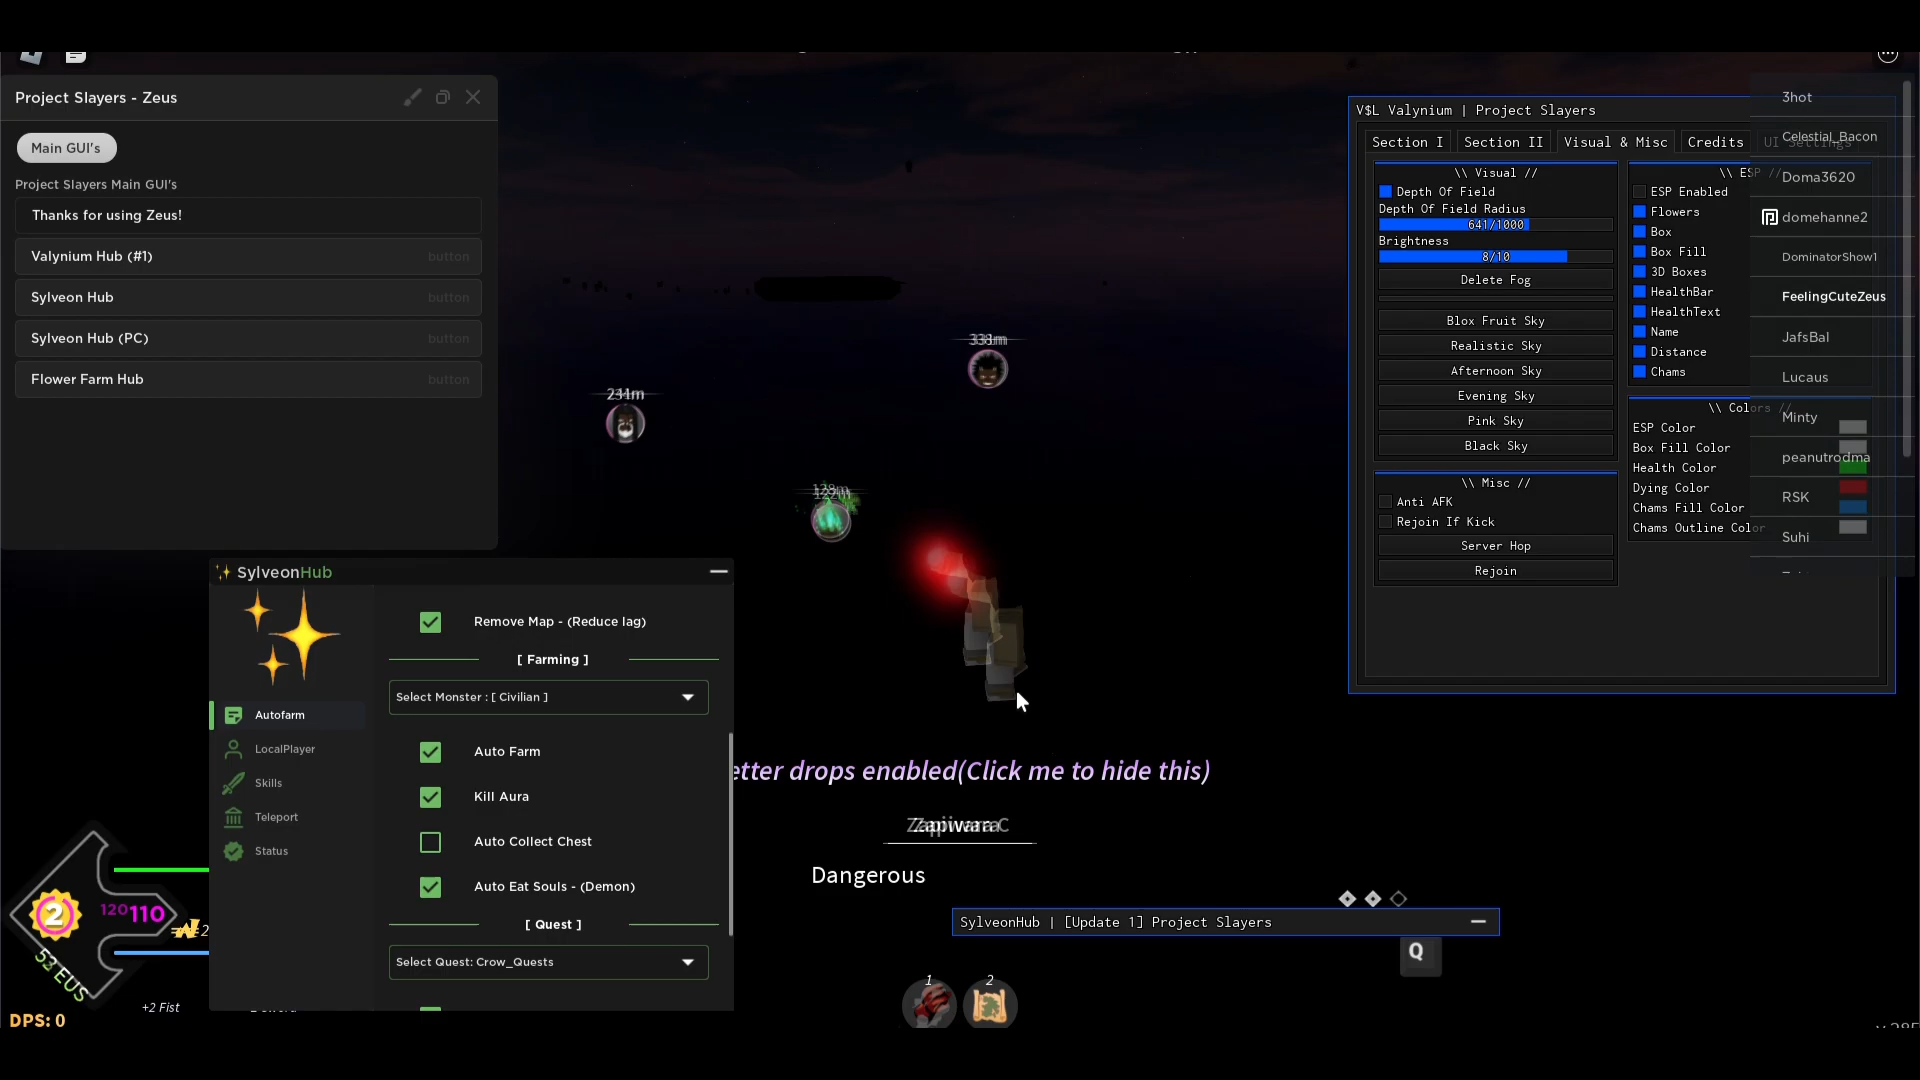 Project Slayers - Zeus
Main GUI's
Project Slayers Main GUI's
Thanks for using Zeus!
Valynium Hub (#1)
button
Sylveon Hub
button
Sylveon Hub (PC)
button
Flower Farm Hub
button
V$L Valynium | Project Slayers
Section I
Section II
Visual & Misc
Credits
UI Settings
\\ Visual //
Depth Of Field
Depth Of Field Radius
641/1000
Brightness
8/10
Delete Fog
Blox Fruit Sky
Realistic Sky
Afternoon Sky
Evening Sky
Pink Sky
Black Sky
\\ Misc //
Anti AFK
Rejoin If Kick
Server Hop
Rejoin
\\ ESP //
ESP Enabled
Flowers
Box
Box Fill
3D Boxes
HealthBar
HealthText
Name
Distance
Chams
\\ Colors //
ESP Color
Box Fill Color
Health Color
Dying Color
Chams Fill Color
Chams Outline Color
3hot
Celestial_Bacon
Doma3620
domehanne2
DominatorShow1
FeelingCuteZeus
JafsBal
Lucaus
Minty
peanutrodma
RSK
Suhi
SylveonHub
Autofarm
LocalPlayer
Skills
Teleport
Status
Remove Map - (Reduce lag)
[ Farming ]
Select Monster : [ Civilian ]
Auto Farm
Kill Aura
Auto Collect Chest
Auto Eat Souls - (Demon)
[ Quest ]
Select Quest: Crow_Quests
etter drops enabled(Click me to hide this)
Dangerous
SylveonHub | [Update 1] Project Slayers
Q
1
2
2
120110
+2 Fist
DPS: 0